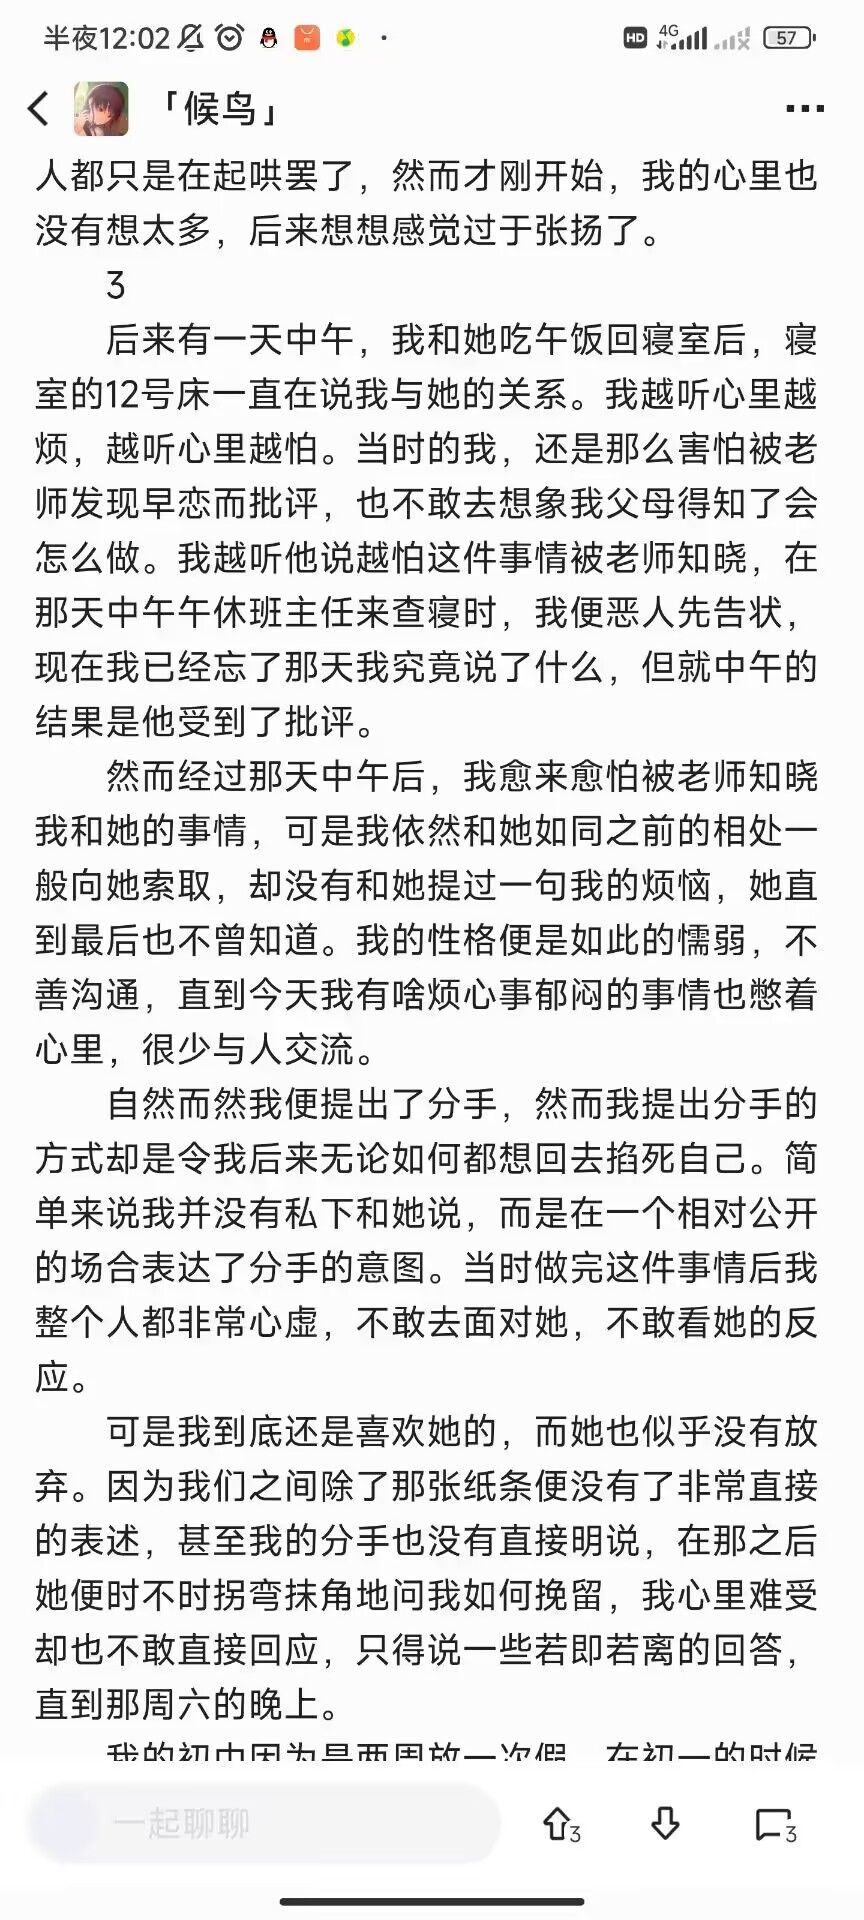 半夜12:02
HD
4G
57
「候鸟」
人都只是在起哄罢了，然而才刚开始，我的心里也
没有想太多，后来想想感觉过于张扬了。
3
后来有一天中午，我和她吃午饭回寝室后，寝
室的12号床一直在说我与她的关系。我越听心里越
烦，越听心里越怕。当时的我，还是那么害怕被老
师发现早恋而批评，也不敢去想象我父母得知了会
怎么做。我越听他说越怕这件事情被老师知晓，在
那天中午午休班主任来查寝时，我便恶人先告状，
现在我已经忘了那天我究竟说了什么，但就中午的
结果是他受到了批评。
然而经过那天中午后，我愈来愈怕被老师知晓
我和她的事情，可是我依然和她如同之前的相处一
般向她索取，却没有和她提过一句我的烦恼，她直
到最后也不曾知道。我的性格便是如此的懦弱，不
善沟通，直到今天我有啥烦心事郁闷的事情也憋着
心里，很少与人交流。
自然而然我便提出了分手，然而我提出分手的
方式却是令我后来无论如何都想回去掐死自己。简
单来说我并没有私下和她说，而是在一个相对公开
的场合表达了分手的意图。当时做完这件事情后我
整个人都非常心虚，不敢去面对她，不敢看她的反
应。
可是我到底还是喜欢她的，而她也似乎没有放
弃。因为我们之间除了那张纸条便没有了非常直接
的表述，甚至我的分手也没有直接明说，在那之后
她便时不时拐弯抹角地问我如何挽留，我心里难受
却也不敢直接回应，只得说一些若即若离的回答，
直到那周六的晚上。
我的初中因为是两周放一次假，在初一的时候
一起聊聊
3
3